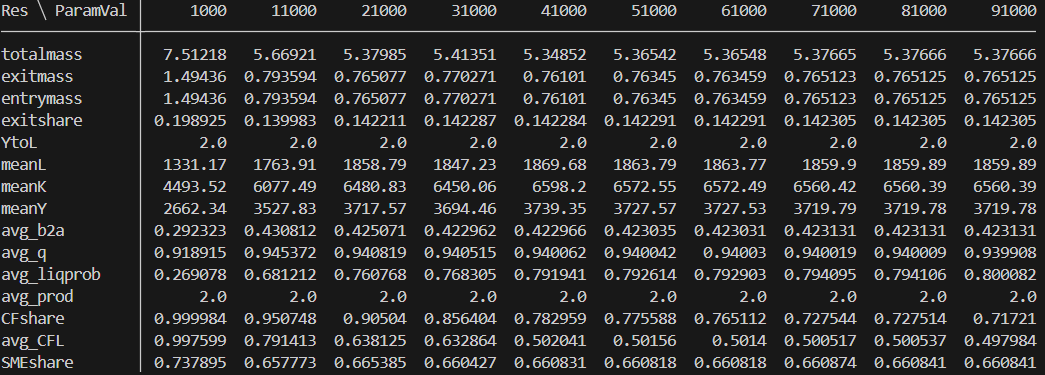 Res \ ParamVal 1000 11000 21000 31000 41000 51000 61000 71000 81000 91000
totalmass 7.51218 5.66921 5.37985 5.41351 5.34852 5.36542 5.36548 5.37665 5.37666 5.37666
exitmass 1.49436 0.793594 0.765077 0.770271 0.76101 0.76345 0.763459 0.765123 0.765125 0.765125
entrymass 1.49436 0.793594 0.765077 0.770271 0.76101 0.76345 0.763459 0.765123 0.765125 0.765125
exitshare 0.198925 0.139983 0.142211 0.142287 0.142284 0.142291 0.142291 0.142305 0.142305 0.142305
YtoL 2.0 2.0 2.0 2.0 2.0 2.0 2.0 2.0 2.0 2.0
meanL 1331.17 1763.91 1858.79 1847.23 1869.68 1863.79 1863.77 1859.9 1859.89 1859.89
meanK 4493.52 6077.49 6480.83 6450.06 6598.2 6572.55 6572.49 6560.42 6560.39 6560.39
meanY 2662.34 3527.83 3717.57 3694.46 3739.35 3727.57 3727.53 3719.79 3719.78 3719.78
avg_b2a 0.292323 0.430812 0.425071 0.422962 0.422966 0.423035 0.423031 0.423131 0.423131 0.423131
avg_q 0.918915 0.945372 0.940819 0.940515 0.940062 0.940042 0.94003 0.940019 0.940009 0.939908
avg_liqprob 0.269078 0.681212 0.760768 0.768305 0.791941 0.792614 0.792903 0.794095 0.794106 0.800082
avg_prod 2.0 2.0 2.0 2.0 2.0 2.0 2.0 2.0 2.0 2.0
CFshare 0.999984 0.950748 0.90504 0.856404 0.782959 0.775588 0.765112 0.727544 0.727514 0.71721
avg_CFL 0.997599 0.791413 0.638125 0.632864 0.502041 0.50156 0.5014 0.500517 0.500537 0.497984
SMEshare 0.737895 0.657773 0.665385 0.660427 0.660831 0.660818 0.660818 0.660874 0.660841 0.660841